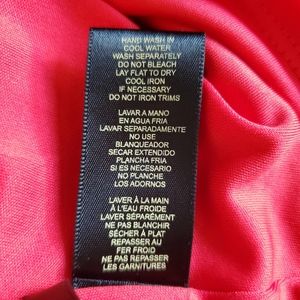 HAND WASH IN
COOL WATER
WASH SEPARATELY
DO NOT BLEACH
LAY FLAT TO DRY
COOL IRON
IF NECESSARY
DO NOT IRON TRIMS
LAVAR A MANO
EN AGUA FRIA
LAVAR SEPARADAMENTE
NO USE
BLANQUEADOR
SECAR EXTENDIDO
PLANCHA FRIA
SI ES NECESARIO
NO PLANCHE
LOS ADORNOS
LAVER À LA MAIN
À L'EAU FROIDE
LAVER SÉPARÉMENT
NE PAS BLANCHIR
SÉCHER À PLAT
REPASSER AU
FER FROID
NE PAS REPASSER
LES GARNITURES